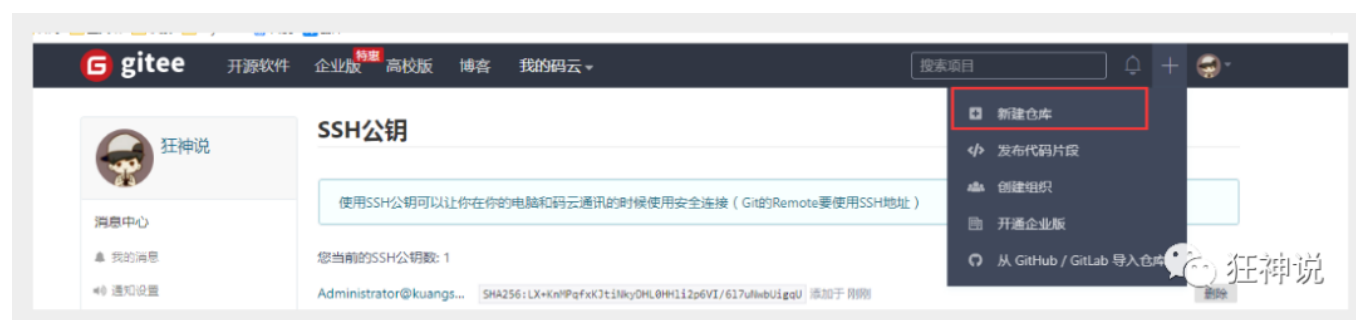 gitee 开源软件 企业版 特惠 高校版 博客 我的码云 搜索项目
新建仓库
发布代码片段
创建组织
开通企业版
从 GitHub / GitLab 导入仓库
狂神说
消息中心
我的消息
通知设置
SSH公钥
使用SSH公钥可以让你在你的电脑和码云通讯的时候使用安全连接（Git的Remote要使用SSH地址）
您当前的SSH公钥数: 1
Administrator@kuangs... 添加于 刚刚
删除
狂神说